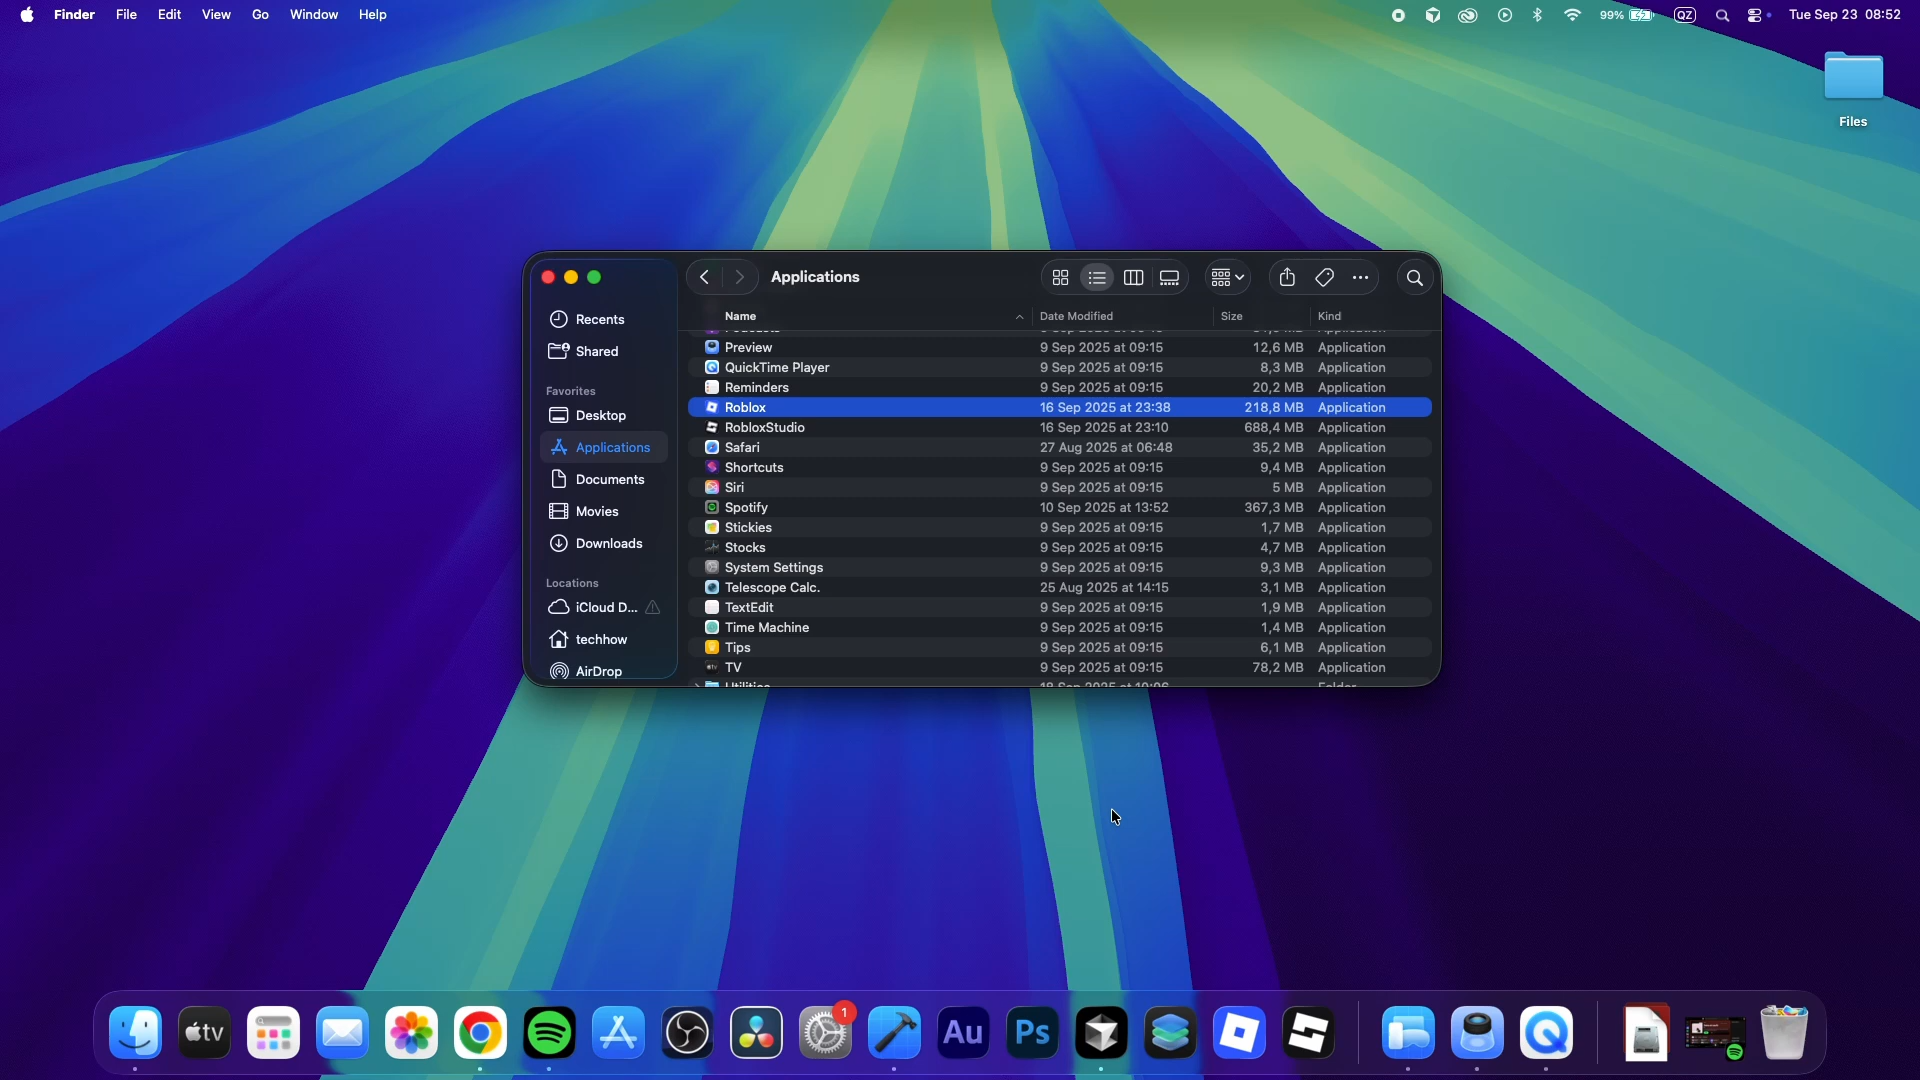 Finder File Edit View Go Window Help
99% QZ Tue Sep 23 08:52
Files
Applications
Recents
Shared
Favorites
Desktop
Applications
Documents
Movies
Downloads
Locations
iCloud D...
techhow
AirDrop
Name Date Modified Size Kind
Preview 9 Sep 2025 at 09:15 12,6 MB Application
QuickTime Player 9 Sep 2025 at 09:15 8,3 MB Application
Reminders 9 Sep 2025 at 09:15 20,2 MB Application
Roblox 16 Sep 2025 at 23:38 218,8 MB Application
RobloxStudio 16 Sep 2025 at 23:10 688,4 MB Application
Safari 27 Aug 2025 at 06:48 35,2 MB Application
Shortcuts 9 Sep 2025 at 09:15 9,4 MB Application
Siri 9 Sep 2025 at 09:15 5 MB Application
Spotify 10 Sep 2025 at 13:52 367,3 MB Application
Stickies 9 Sep 2025 at 09:15 1,7 MB Application
Stocks 9 Sep 2025 at 09:15 4,7 MB Application
System Settings 9 Sep 2025 at 09:15 9,3 MB Application
Telescope Calc. 25 Aug 2025 at 14:15 3,1 MB Application
TextEdit 9 Sep 2025 at 09:15 1,9 MB Application
Time Machine 9 Sep 2025 at 09:15 1,4 MB Application
Tips 9 Sep 2025 at 09:15 6,1 MB Application
TV 9 Sep 2025 at 09:15 78,2 MB Application
Utilities 18 Sep 2025 at 10:06 Folder
tv 1 Au Ps